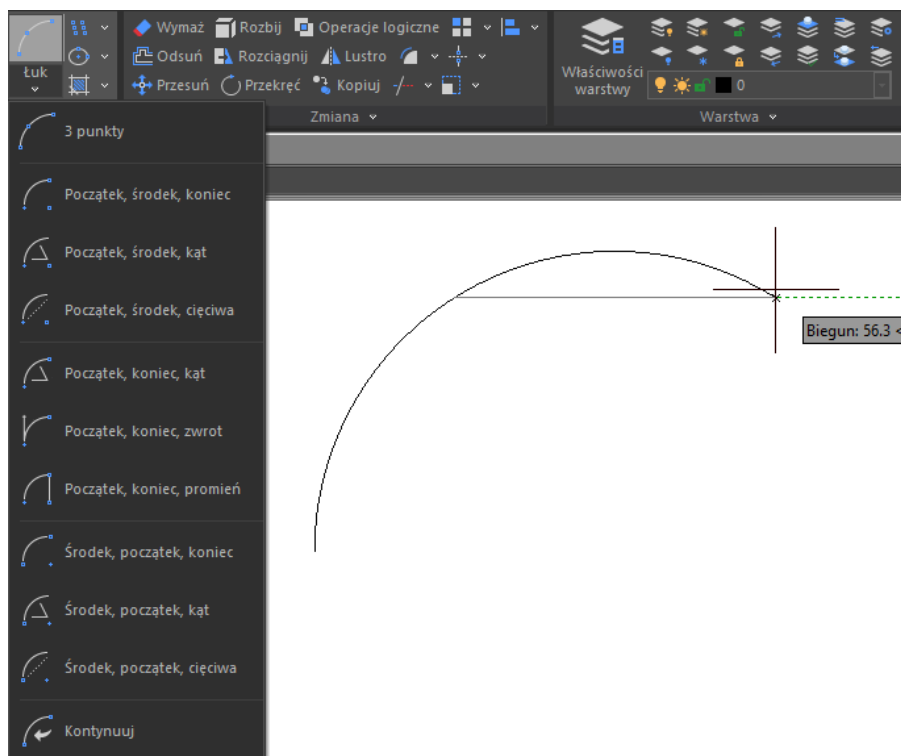 Wymaż Rozbij Operacje logiczne
Odsuń Rozciągnij Lustro
Przesuń Przekręć Kopiuj
Łuk
Zmiana
Właściwości
warstwy
0
Warstwa
3 punkty
Początek, środek, koniec
Początek, środek, kąt
Początek, środek, cięciwa
Początek, koniec, kąt
Początek, koniec, zwrot
Początek, koniec, promień
Środek, początek, koniec
Środek, początek, kąt
Środek, początek, cięciwa
Kontynuuj
Biegun: 56.3 <